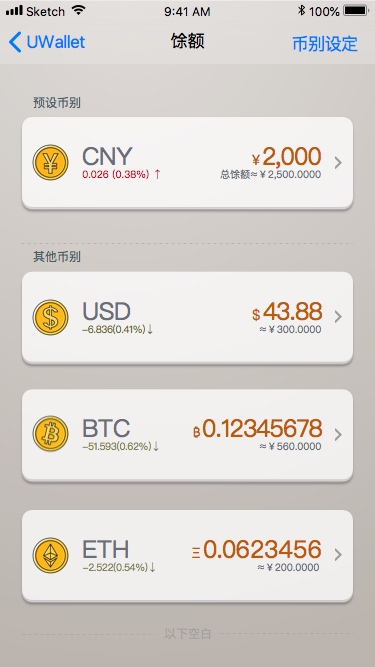 Sketch 9:41 AM 100%
UWallet 馀额 币别设定
预设币别
CNY ¥2,000
0.026 (0.38%) ↑ 总馀额≈¥2,500.0000
其他币别
USD $43.88
-6.836(0.41%)↓ ≈¥300.0000
BTC ฿0.12345678
-51.593(0.62%)↓ ≈¥560.0000
ETH Ξ0.0623456
-2.522(0.54%)↓ ≈¥200.0000
以下空白